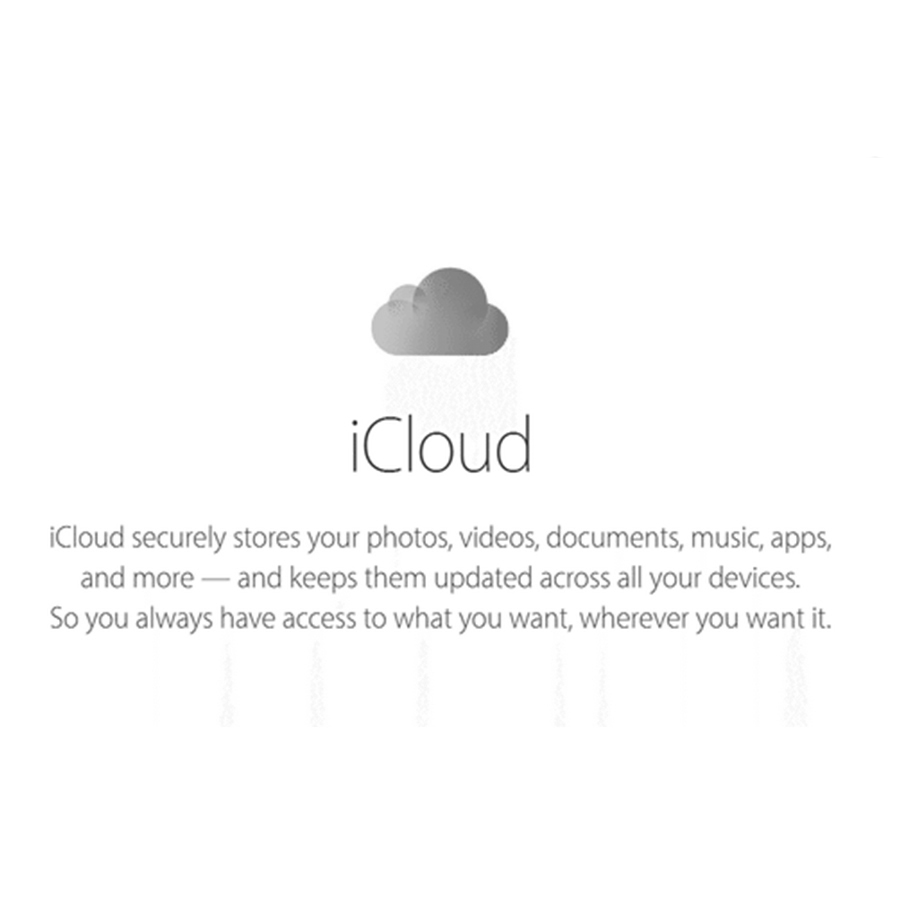 iCloud
iCloud securely stores your photos, videos, documents, music, apps,
and more — and keeps them updated across all your devices.
So you always have access to what you want, wherever you want it.